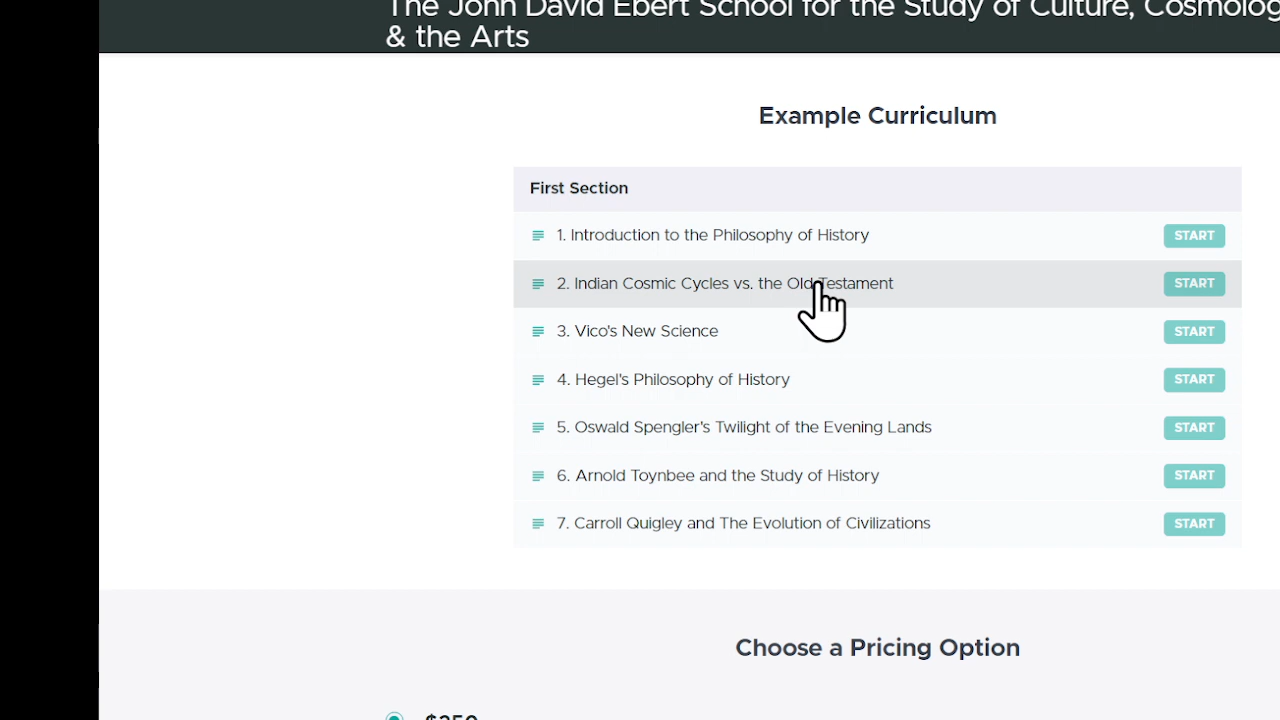 The John David Ebert School for the Study of Culture, 
& the Arts
Example Curriculum
First Section
1. Introduction to the Philosophy of History START
2. Indian Cosmic Cycles vs. the Old Testament START
3. Vico's New Science START
4. Hegel's Philosophy of History START
5. Oswald Spengler's Twilight of the Evening Lands START
6. Arnold Toynbee and the Study of History START
7. Carroll Quigley and The Evolution of Civilizations START
Choose a Pricing Option